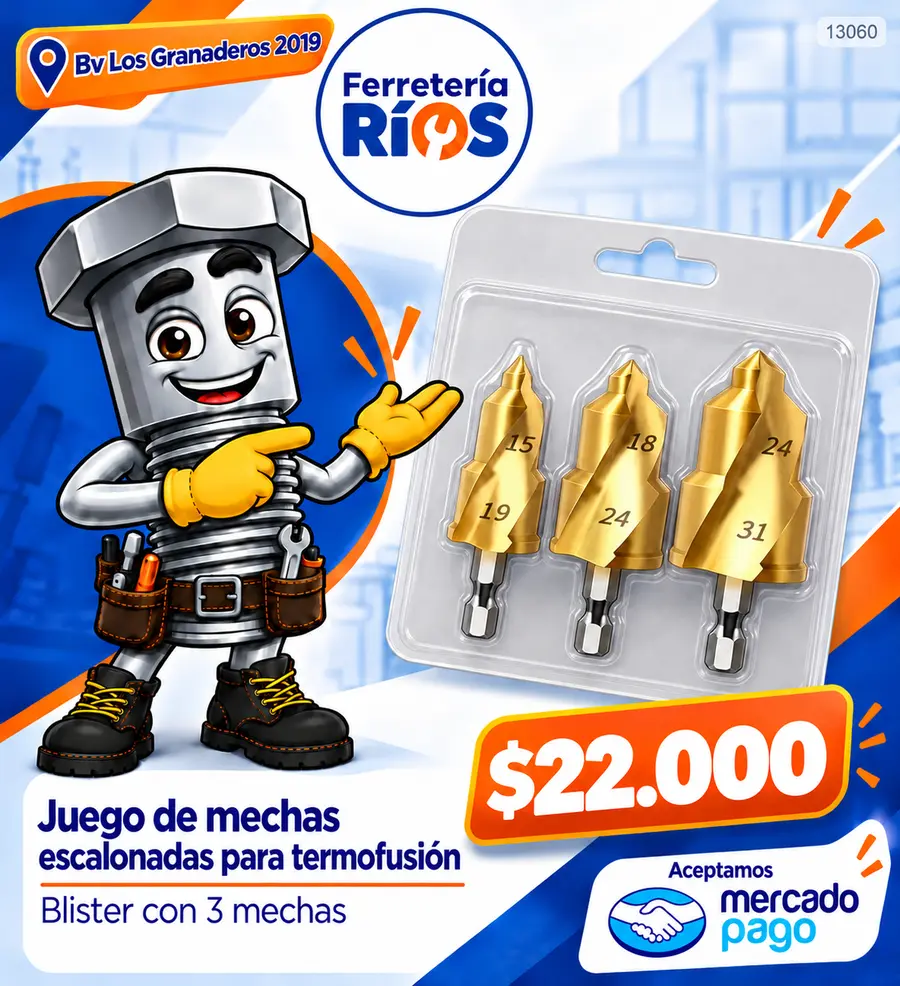 Bv Los Granaderos 2019
Ferretería
Ríos
13060
15
19
18
24
24
31
$22.000
Juego de mechas
escalonadas para termofusión
Blister con 3 mechas
Aceptamos
mercado
pago